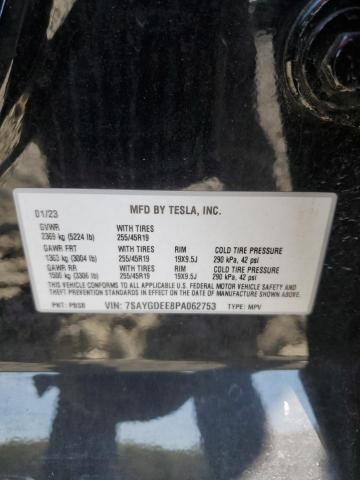 01/23 MFD BY TESLA, INC.
GVWR WITH TIRES
2369 kg (5224 lb) 255/45R19
GAWR FRT WITH TIRES RIM COLD TIRE PRESSURE
1363 kg (3004 lb) 255/45R19 19X9.5J 290 kPa, 42 psi
GAWR RR WITH TIRES RIM COLD TIRE PRESSURE
1500 kg (3306 lb) 255/45R19 19X9.5J 290 kPa, 42 psi
THIS VEHICLE CONFORMS TO ALL APPLICABLE U.S. FEDERAL MOTOR VEHICLE SAFETY AND
THEFT PREVENTION STANDARDS IN EFFECT ON THE DATE OF MANUFACTURE SHOWN ABOVE.
PNT: PBSB VIN: 7SAYGDEE8PA062753 TYPE: MPV